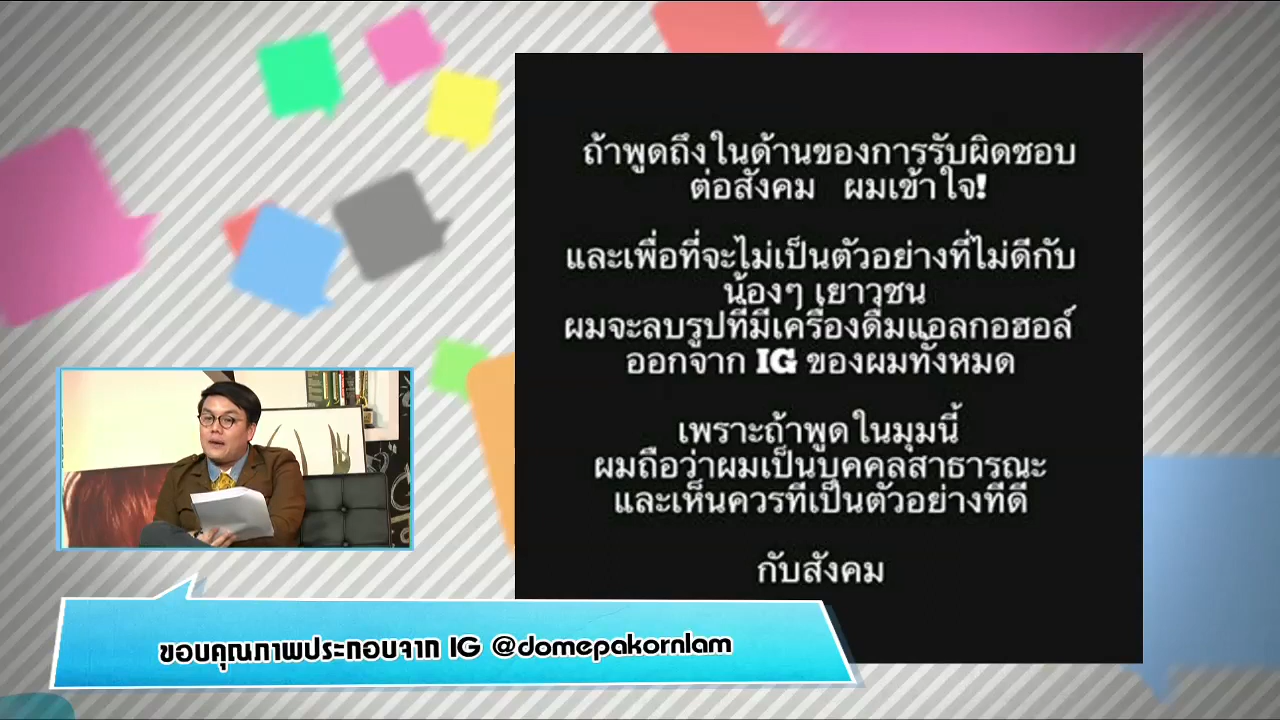 ถ้าพูดถึงในด้านของการรับผิดชอบ
ต่อสังคม ผมเข้าใจ!
และเพื่อที่จะไม่เป็นตัวอย่างที่ไม่ดีกับ
น้องๆ เยาวชน
ผมจะลบรูปที่มีเครื่องดื่มแอลกอฮอล์
ออกจาก IG ของผมทั้งหมด
เพราะถ้าพูดในมุมนี้
ผมถือว่าผมเป็นบุคคลสาธารณะ
และเห็นควรที่เป็นตัวอย่างที่ดี
กับสังคม
ขอบคุณภาพประกอบจาก IG @domepakornlam